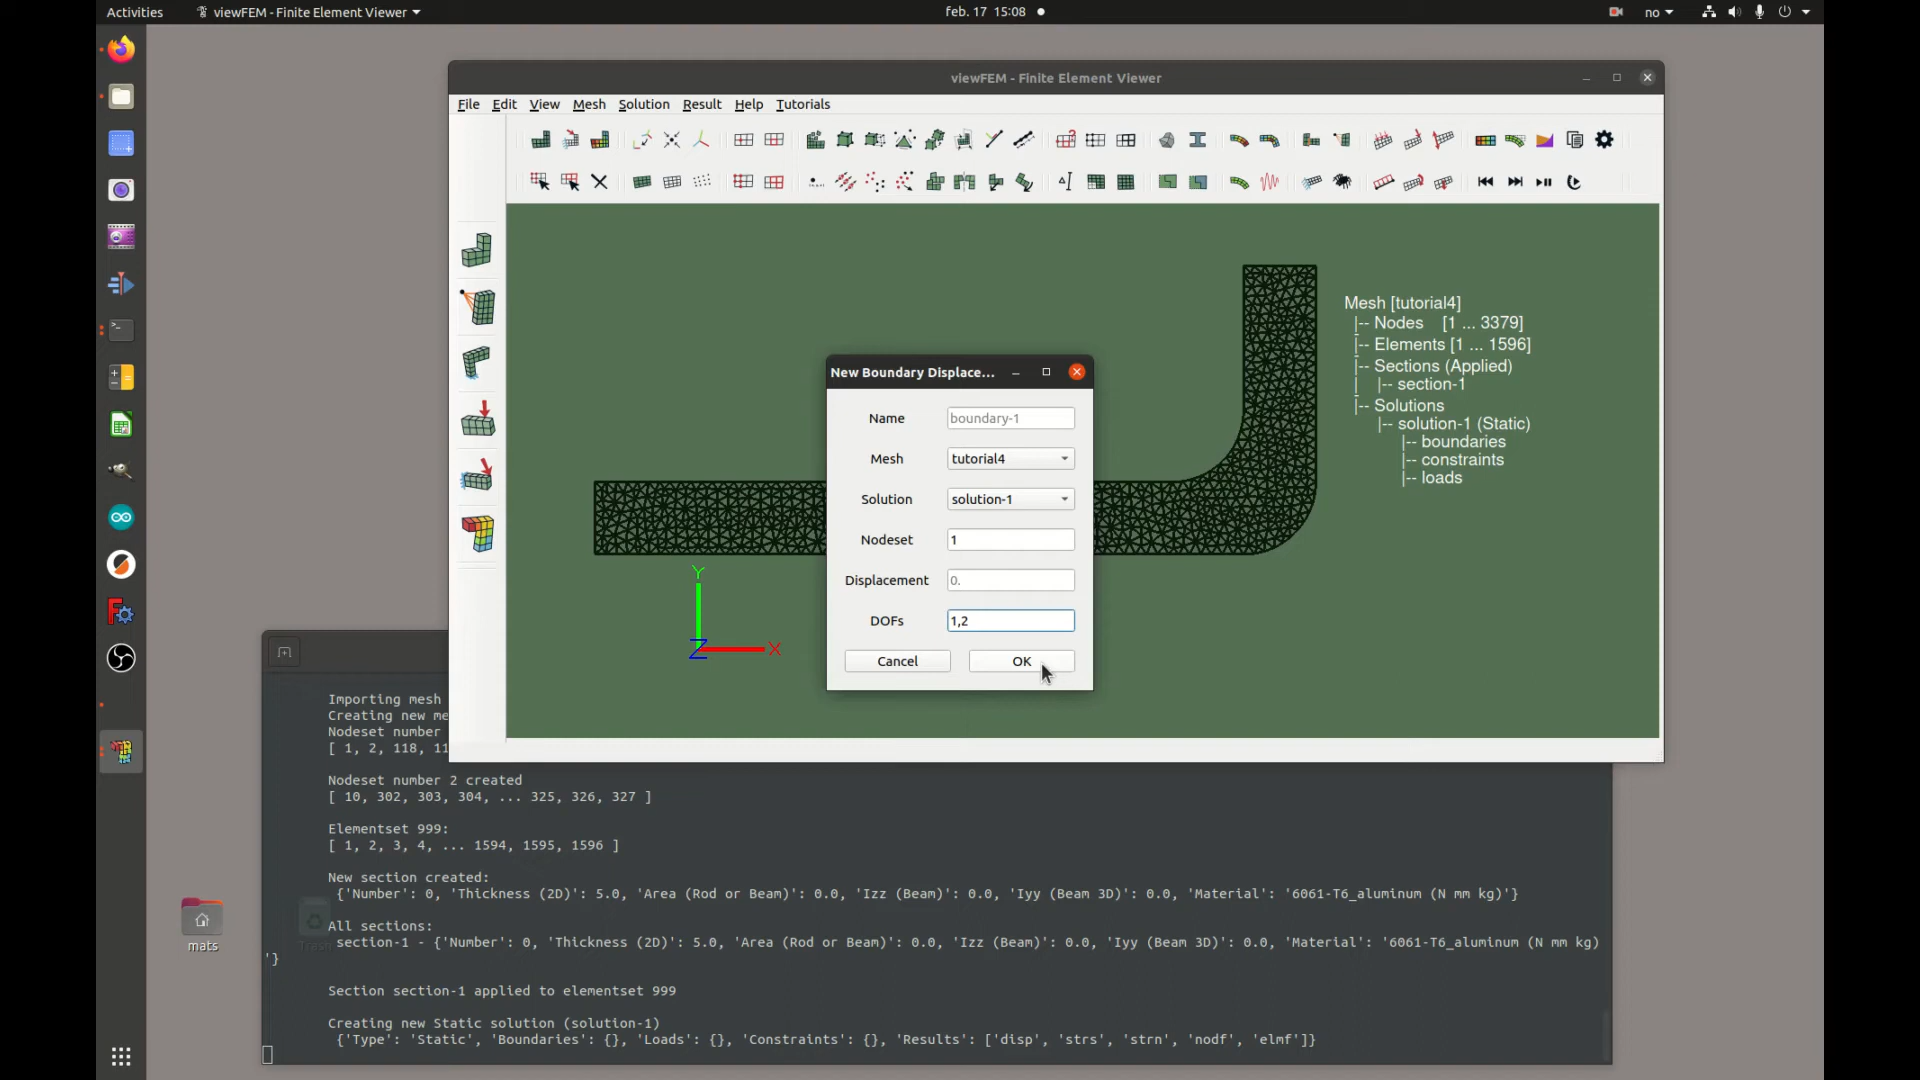 Activities
viewFEM - Finite Element Viewer
feb. 17 15:08
no
viewFEM - Finite Element Viewer
File Edit View Mesh Solution Result Help Tutorials
Mesh [tutorial4]
|-- Nodes [1 ... 3379]
|-- Elements [1 ... 1596]
|-- Sections (Applied)
| |-- section-1
|-- Solutions
|-- solution-1 (Static)
|-- boundaries
|-- constraints
|-- loads
New Boundary Displace...
Name boundary-1
Mesh tutorial4
Solution solution-1
Nodeset 1
Displacement 0.
DOFs 1,2
Cancel OK
Y
Z X
Importing mesh
Creating new me
Nodeset number
[ 1, 2, 118, 11
Nodeset number 2 created
[ 10, 302, 303, 304, ... 325, 326, 327 ]
Elementset 999:
[ 1, 2, 3, 4, ... 1594, 1595, 1596 ]
New section created:
{'Number': 0, 'Thickness (2D)': 5.0, 'Area (Rod or Beam)': 0.0, 'Izz (Beam)': 0.0, 'Iyy (Beam 3D)': 0.0, 'Material': '6061-T6_aluminum (N mm kg)'}
All sections:
section-1 - {'Number': 0, 'Thickness (2D)': 5.0, 'Area (Rod or Beam)': 0.0, 'Izz (Beam)': 0.0, 'Iyy (Beam 3D)': 0.0, 'Material': '6061-T6_aluminum (N mm kg)
'}
Section section-1 applied to elementset 999
Creating new Static solution (solution-1)
{'Type': 'Static', 'Boundaries': {}, 'Loads': {}, 'Constraints': {}, 'Results': ['disp', 'strs', 'strn', 'nodf', 'elmf']}
mats
Trash